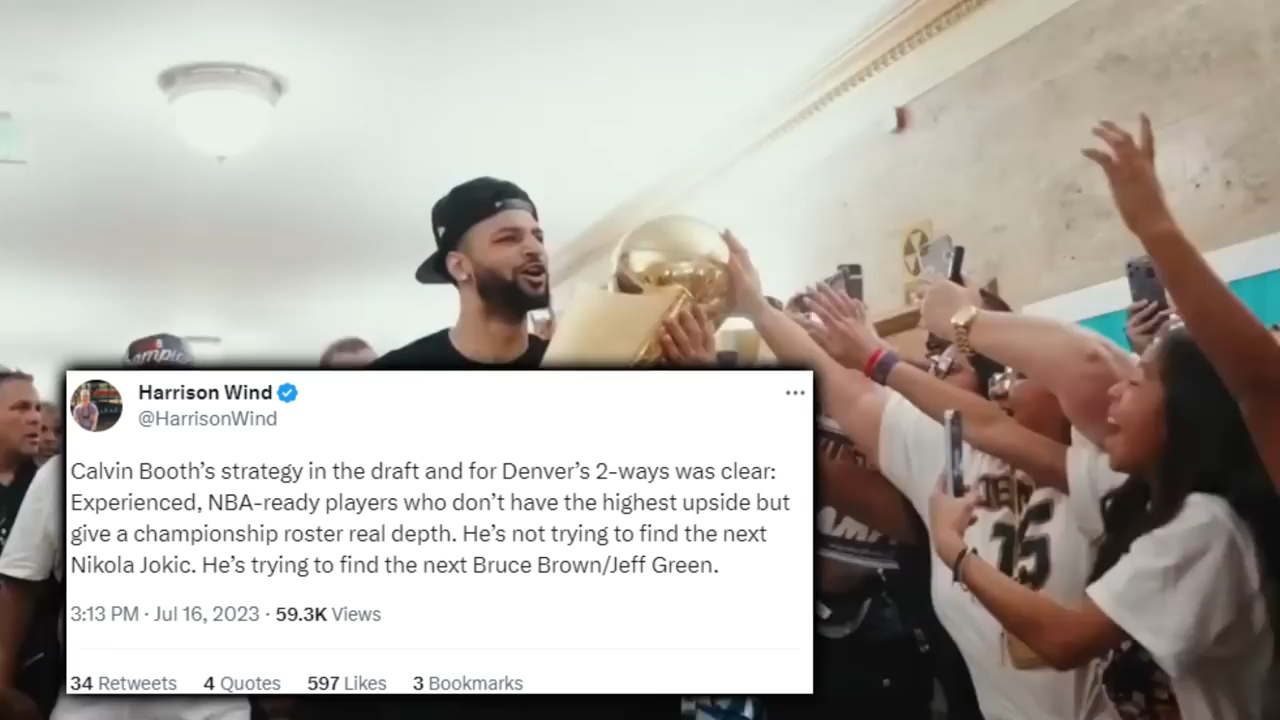 Harrison Wind
@HarrisonWind
Calvin Booth’s strategy in the draft and for Denver’s 2-ways was clear:
Experienced, NBA-ready players who don’t have the highest upside but
give a championship roster real depth. He’s not trying to find the next
Nikola Jokic. He’s trying to find the next Bruce Brown/Jeff Green.
3:13 PM · Jul 16, 2023 · 59.3K Views
34 Retweets 4 Quotes 597 Likes 3 Bookmarks
15